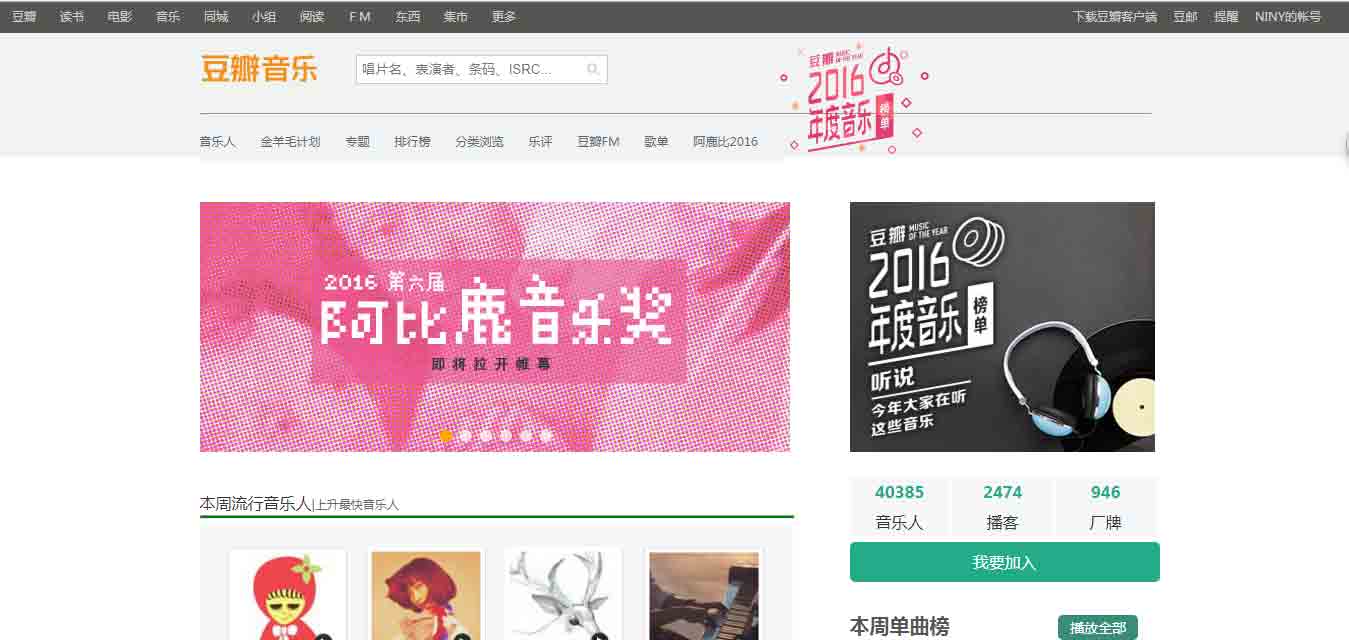 豆瓣 读书 电影 音乐 同城 小组 阅读 F M 东西 集市 更多 下载豆瓣客户端 豆邮 提醒 NINY的帐号
豆瓣音乐
唱片名、表演者、条码、ISRC...
豆瓣 MUSIC OF THE YEAR
2016
年度音乐 榜单
音乐人 金羊毛计划 专题 排行榜 分类浏览 乐评 豆瓣FM 歌单 阿鹿比2016
2016 第六届
阿比鹿音乐奖
即将拉开帷幕
豆瓣 MUSIC OF THE YEAR
2016
年度音乐 榜单
听说
今年大家在听
这些音乐
40385 2474 946
音乐人 播客 厂牌
我要加入
本周流行音乐人|上升最快音乐人
本周单曲榜 播放全部